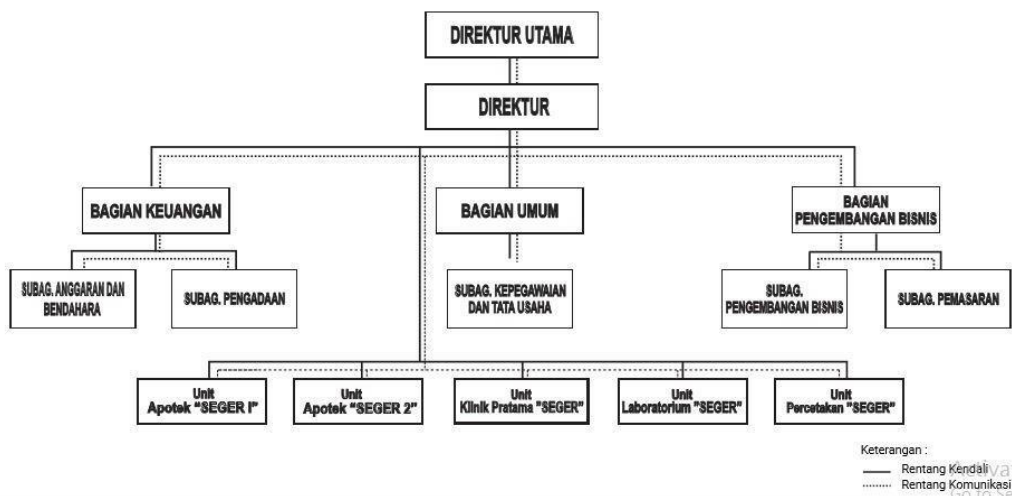 DIREKTUR UTAMA
DIREKTUR
BAGIAN KEUANGAN
BAGIAN UMUM
BAGIAN
PENGEMBANGAN BISNIS
SUBAG. ANGGARAN DAN
BENDAHARA
SUBAG. PENGADAAN
SUBAG. KEPEGAWAIAN
DAN TATA USAHA
SUBAG.
PENGEMBANGAN BISNIS
SUBAG. PEMASARAN
Unit
Apotek "SEGER I"
Unit
Apotek "SEGER 2"
Unit
Klinik Pratama "SEGER"
Unit
Laboratorium "SEGER"
Unit
Percetakan "SEGER"
Keterangan :
Rentang Kendali
Rentang Komunikasi